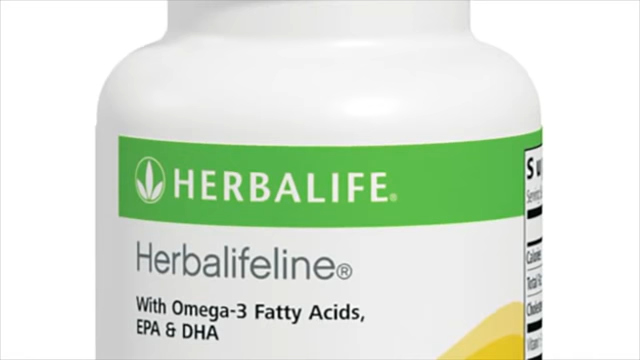 HERBALIFE®
Herbalifeline®
With Omega-3 Fatty Acids,
EPA & DHA